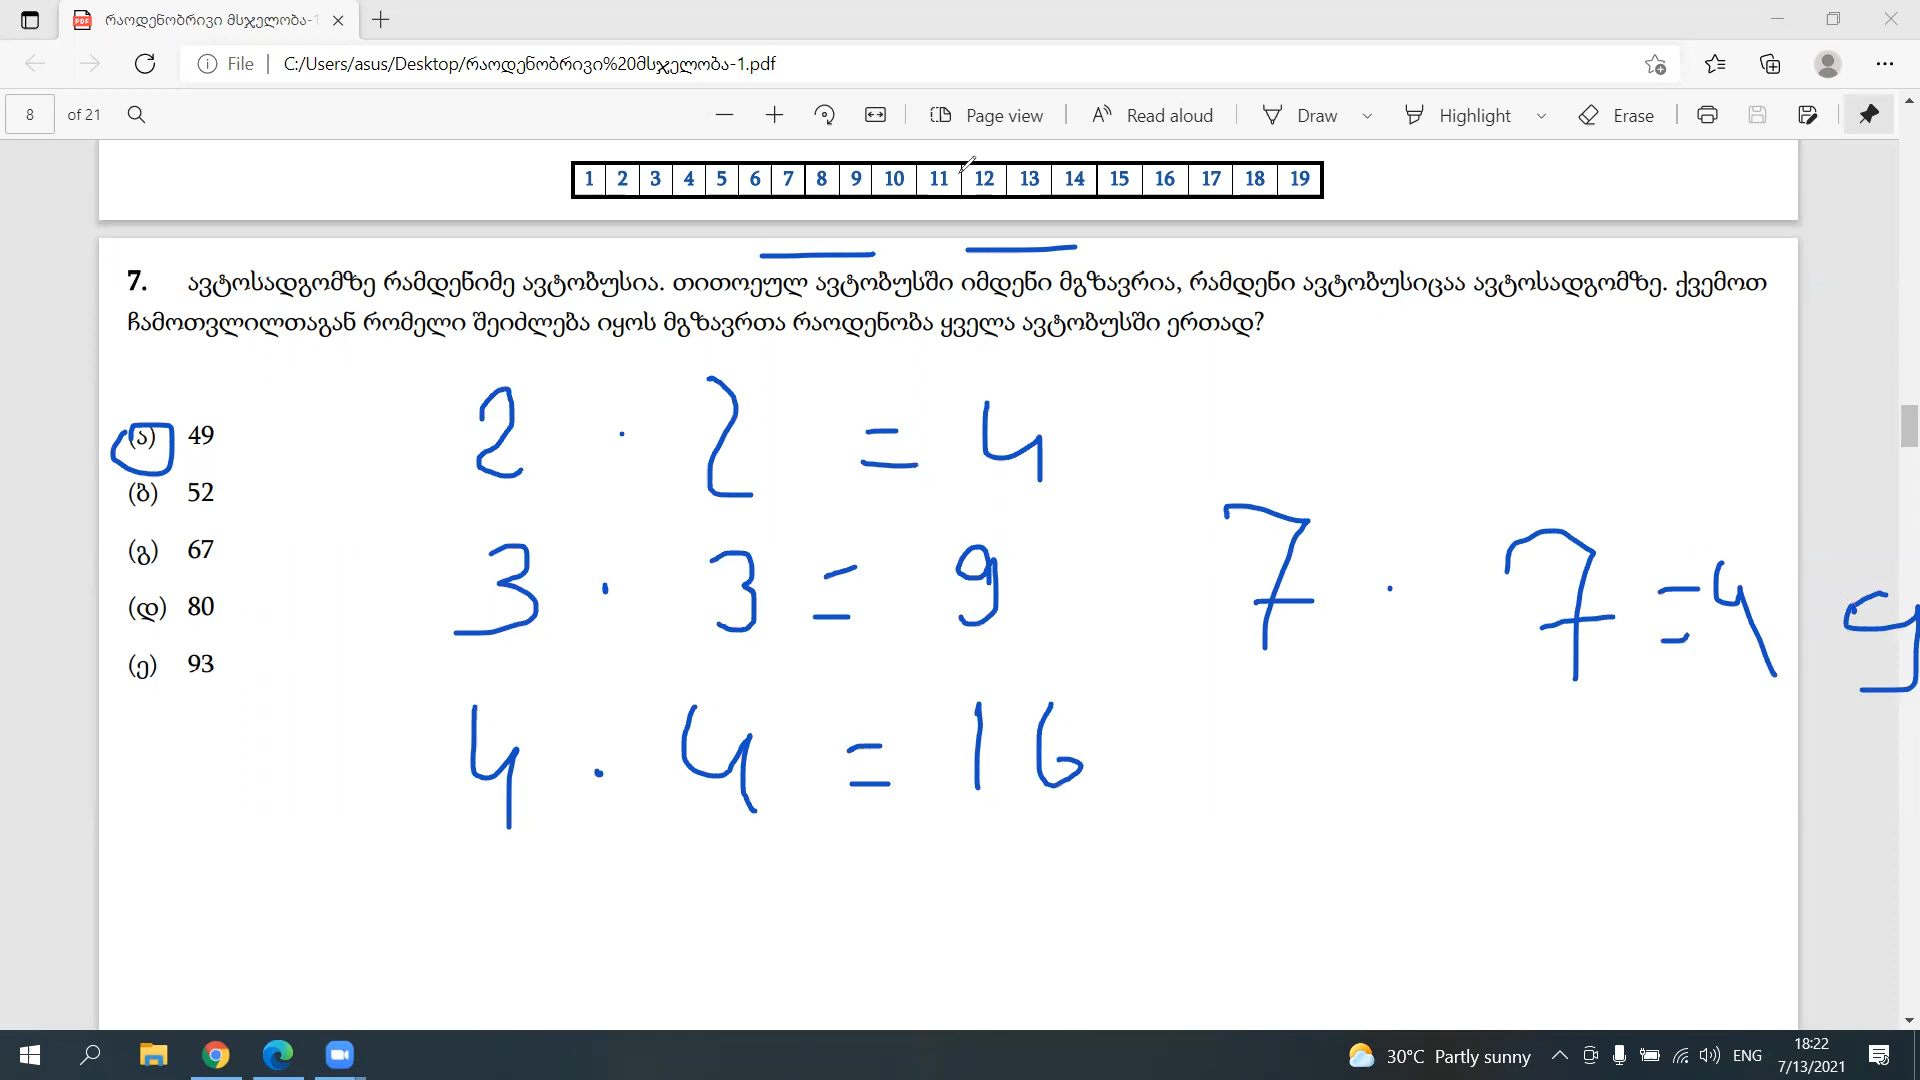 რაოდენობრივი მსჯელობა-1
File C:/Users/asus/Desktop/რაოდენობრივი%20მსჯელობა-1.pdf
8 of 21 Page view Read aloud Draw Highlight Erase
1 2 3 4 5 6 7 8 9 10 11 12 13 14 15 16 17 18 19
7. ავტოსადგომზე რამდენიმე ავტობუსია. თითოეულ ავტობუსში იმდენი მგზავრია, რამდენი ავტობუსიცაა ავტოსადგომზე. ქვემოთ
ჩამოთვლილთაგან რომელი შეიძლება იყოს მგზავრთა რაოდენობა ყველა ავტობუსში ერთად?
2 · 2 = 4
(ა) 49
(ბ) 52
(გ) 67
3 · 3 = 9
7 · 7 = 49
(დ) 80
(ე) 93
4 · 4 = 16
30°C Partly sunny ENG
18:22
7/13/2021